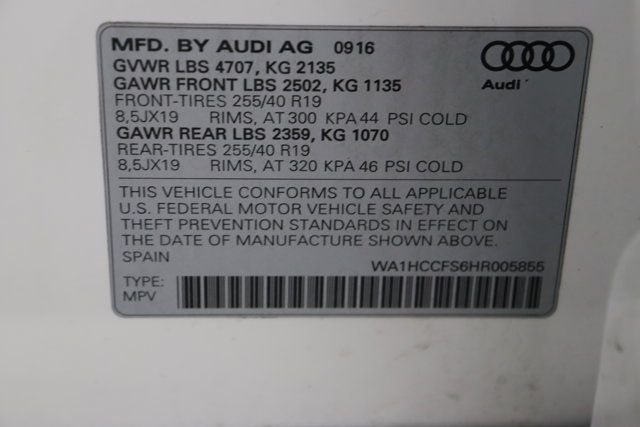 MFD. BY AUDI AG 0916
GVWR LBS 4707, KG 2135
GAWR FRONT LBS 2502, KG 1135
FRONT-TIRES 255/40 R19
8,5JX19 RIMS, AT 300 KPA 44 PSI COLD
GAWR REAR LBS 2359, KG 1070
REAR-TIRES 255/40 R19
8,5JX19 RIMS, AT 320 KPA 46 PSI COLD
Audi
THIS VEHICLE CONFORMS TO ALL APPLICABLE
U.S. FEDERAL MOTOR VEHICLE SAFETY AND
THEFT PREVENTION STANDARDS IN EFFECT ON
THE DATE OF MANUFACTURE SHOWN ABOVE.
SPAIN WA1HCCFS6HR005855
TYPE:
MPV